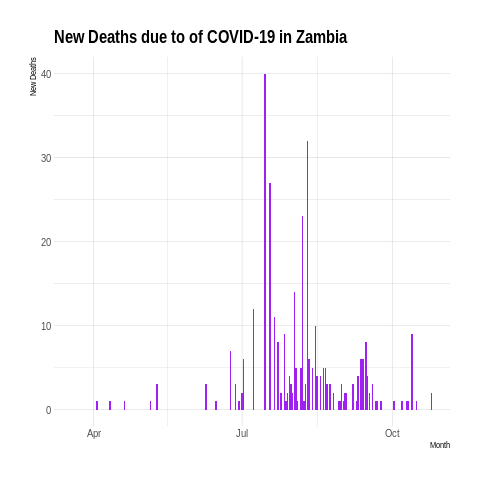 New Deaths due to of COVID-19 in Zambia
New Deaths
40
30
20
10
0
Apr
Jul
Oct
Month